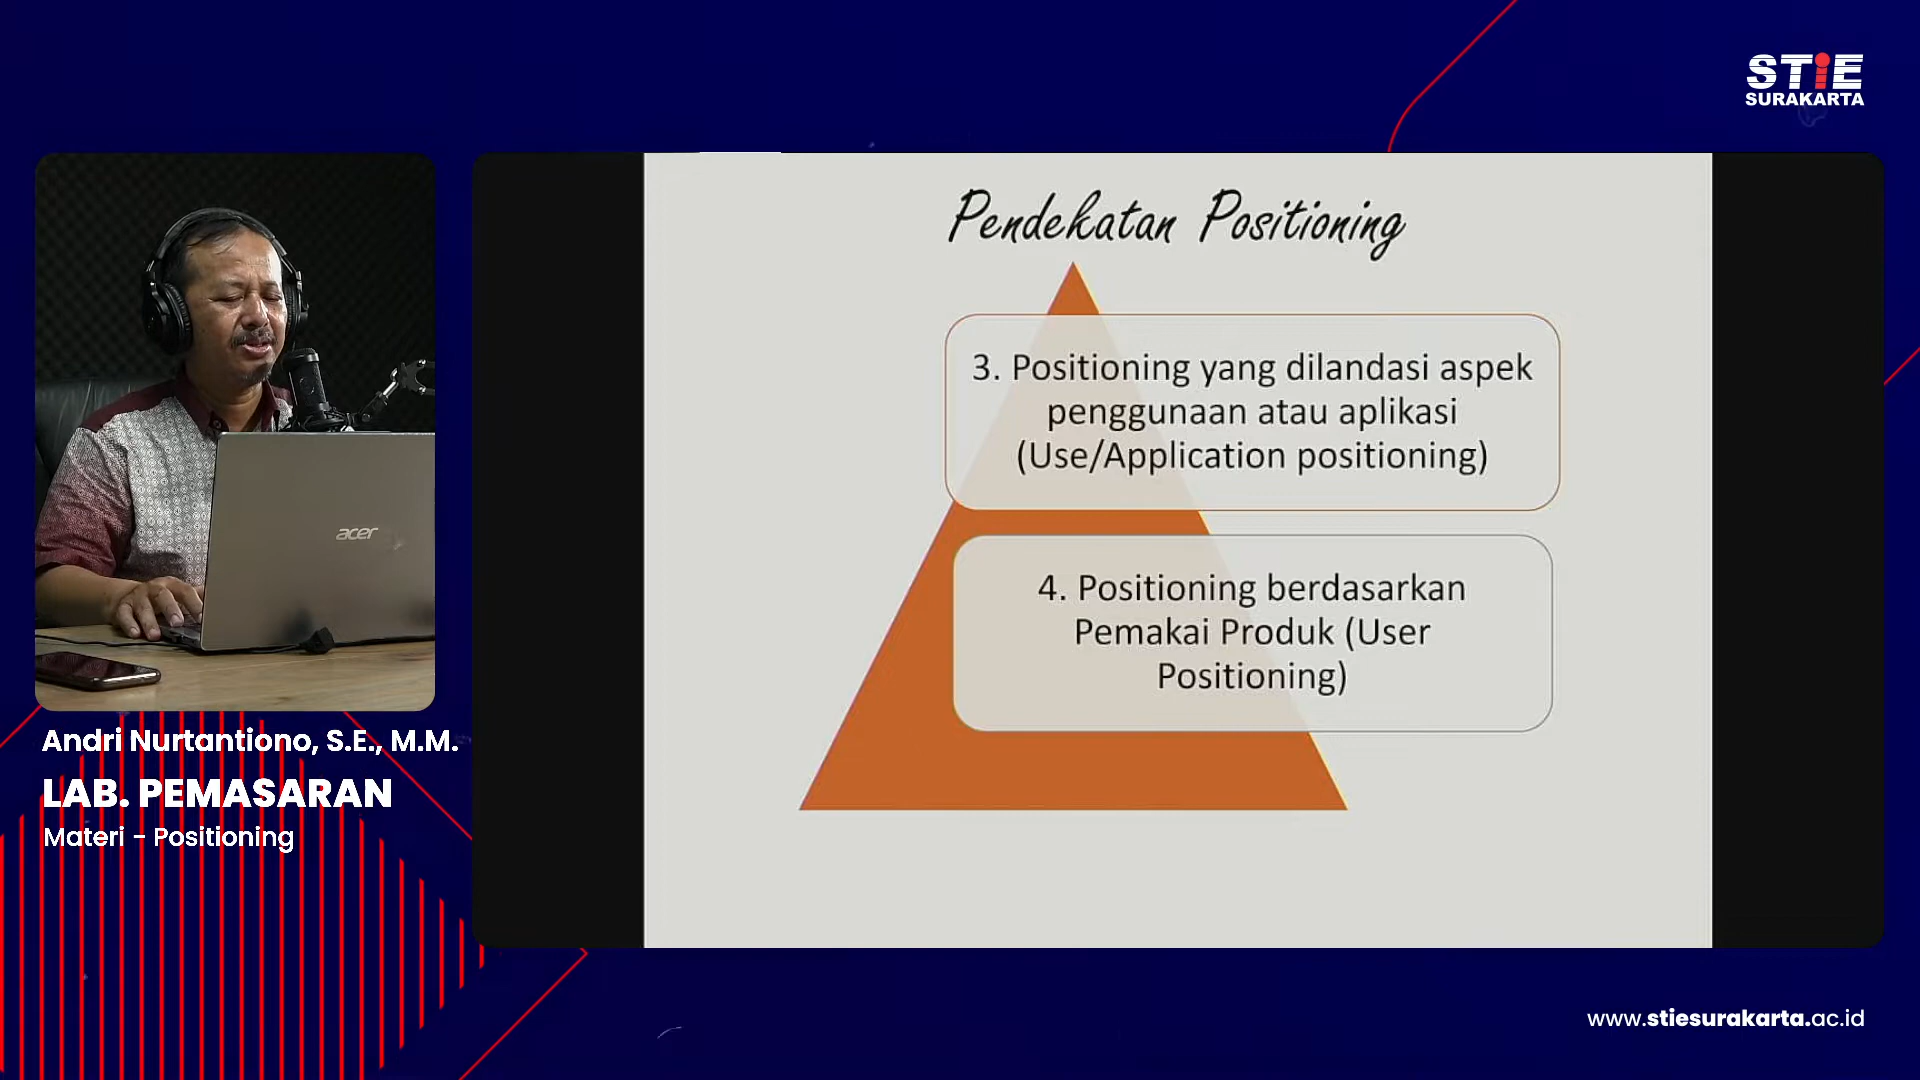 STiE
SURAKARTA
Pendekatan Positioning
3. Positioning yang dilandasi aspek
penggunaan atau aplikasi
(Use/Application positioning)
4. Positioning berdasarkan
Pemakai Produk (User
Positioning)
acer
Andri Nurtantiono, S.E., M.M.
LAB. PEMASARAN
Materi - Positioning
www.stiesurakarta.ac.id